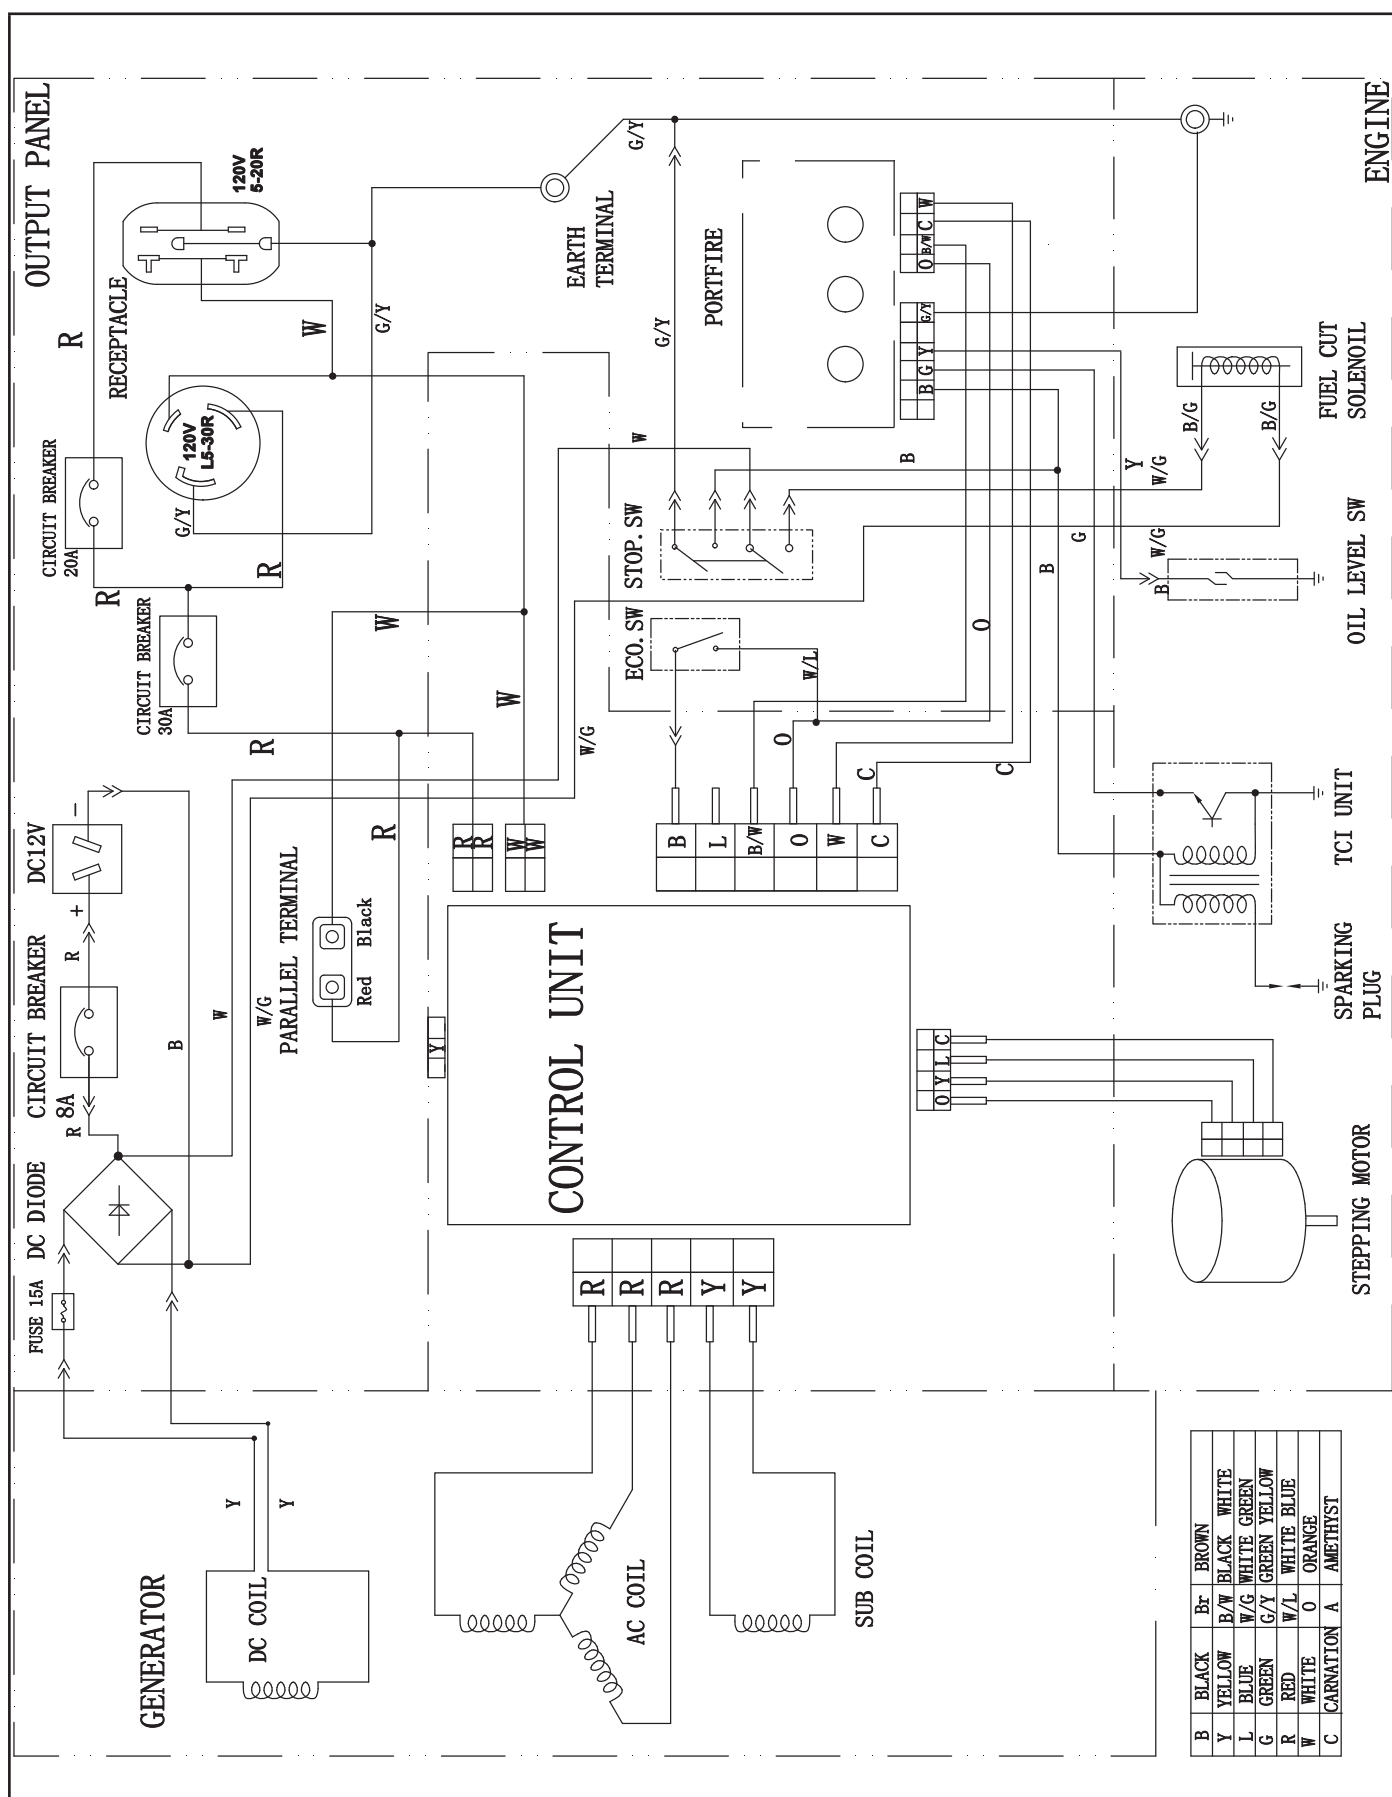 OUTPUT PANEL
ENGINE
120V
5-20R
RECEPTACLE
R
W
G/Y
EARTH
TERMINAL
G/Y
G/Y
PORTFIRE
W
C
B/W
O
G/Y
Y
G
B
FUEL CUT
SOLENOIL
B/G
B/G
120V
L5-30R
G/Y
CIRCUIT BREAKER
20A
R
R
CIRCUIT BREAKER
30A
R
W
W
W
B
Y
W/G
STOP. SW
ECO. SW
W/L
W/G
G
B
W/G
B
OIL LEVEL SW
O
O
C
C
DC12V
-
+
R
CIRCUIT BREAKER
8A
R
B
W
W/G
R
PARALLEL TERMINAL
Black
Red
R
R
W
W
B
L
B/W
O
W
C
Y
CONTROL UNIT
TCI UNIT
SPARKING
PLUG
C
L
Y
O
STEPPING MOTOR
DC DIODE
FUSE 15A
R
R
R
Y
Y
GENERATOR
Y
Y
DC COIL
AC COIL
SUB COIL
B BLACK Br BROWN
Y YELLOW B/W BLACK WHITE
L BLUE W/G WHITE GREEN
G GREEN G/Y GREEN YELLOW
R RED W/L WHITE BLUE
W WHITE O ORANGE
C CARNATION A AMETHYST